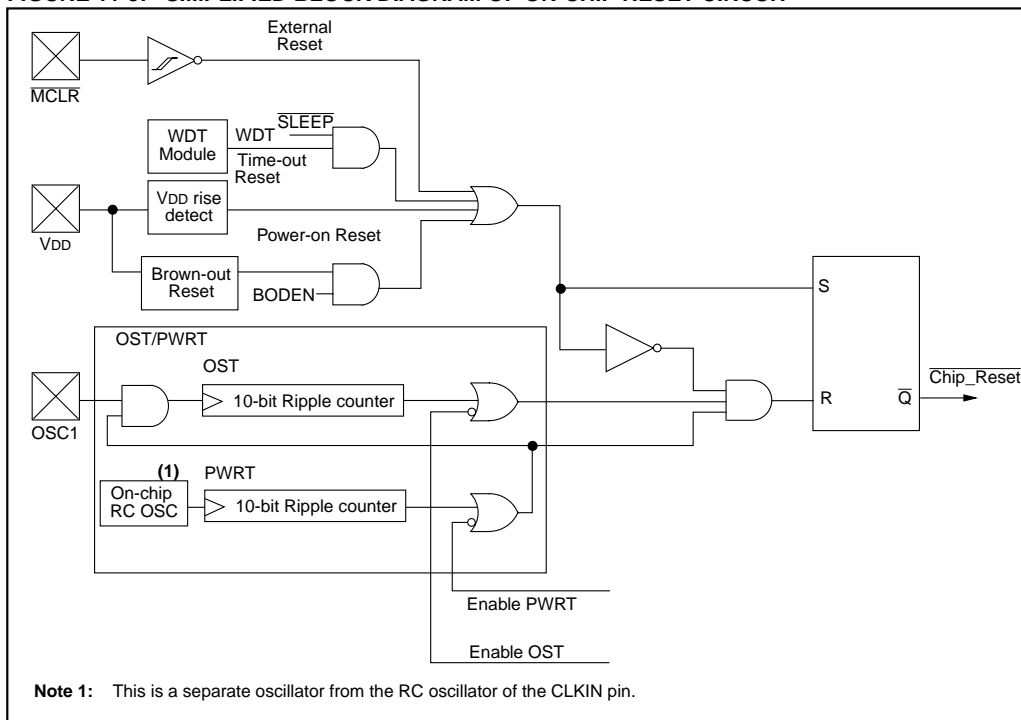 External
Reset
MCLR
SLEEP
WDT
Module
WDT
Time-out
Reset
VDD
VDD rise
detect
Power-on Reset
Brown-out
Reset
BODEN
S
OST/PWRT
OST
Chip_Reset
OSC1
10-bit Ripple counter
R
Q
(1)
PWRT
On-chip
RC OSC
10-bit Ripple counter
Enable PWRT
Enable OST
Note 1: This is a separate oscillator from the RC oscillator of the CLKIN pin.